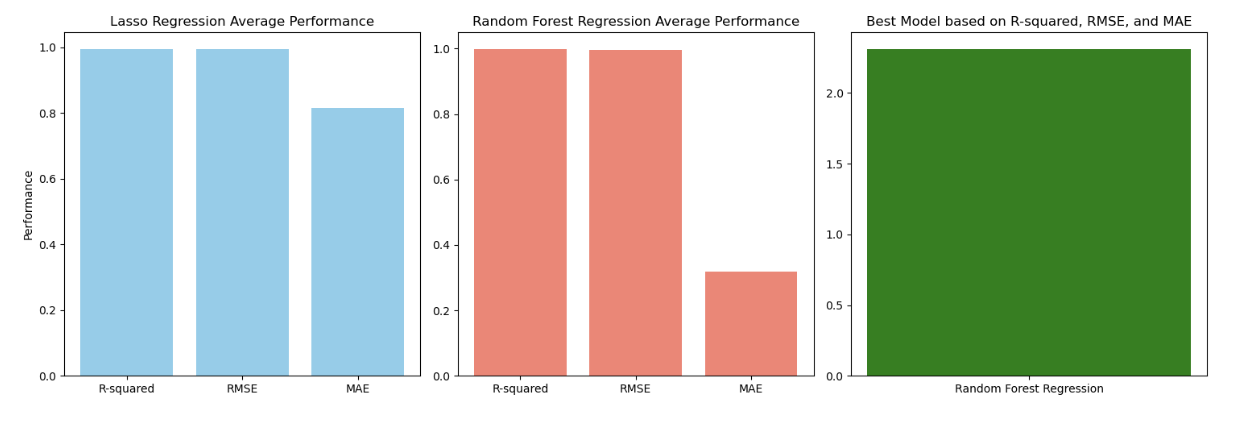 Lasso Regression Average Performance
Performance
1.0
0.8
0.6
0.4
0.2
0.0
R-squared RMSE MAE
Random Forest Regression Average Performance
1.0
0.8
0.6
0.4
0.2
0.0
R-squared RMSE MAE
Best Model based on R-squared, RMSE, and MAE
2.0
1.5
1.0
0.5
0.0
Random Forest Regression